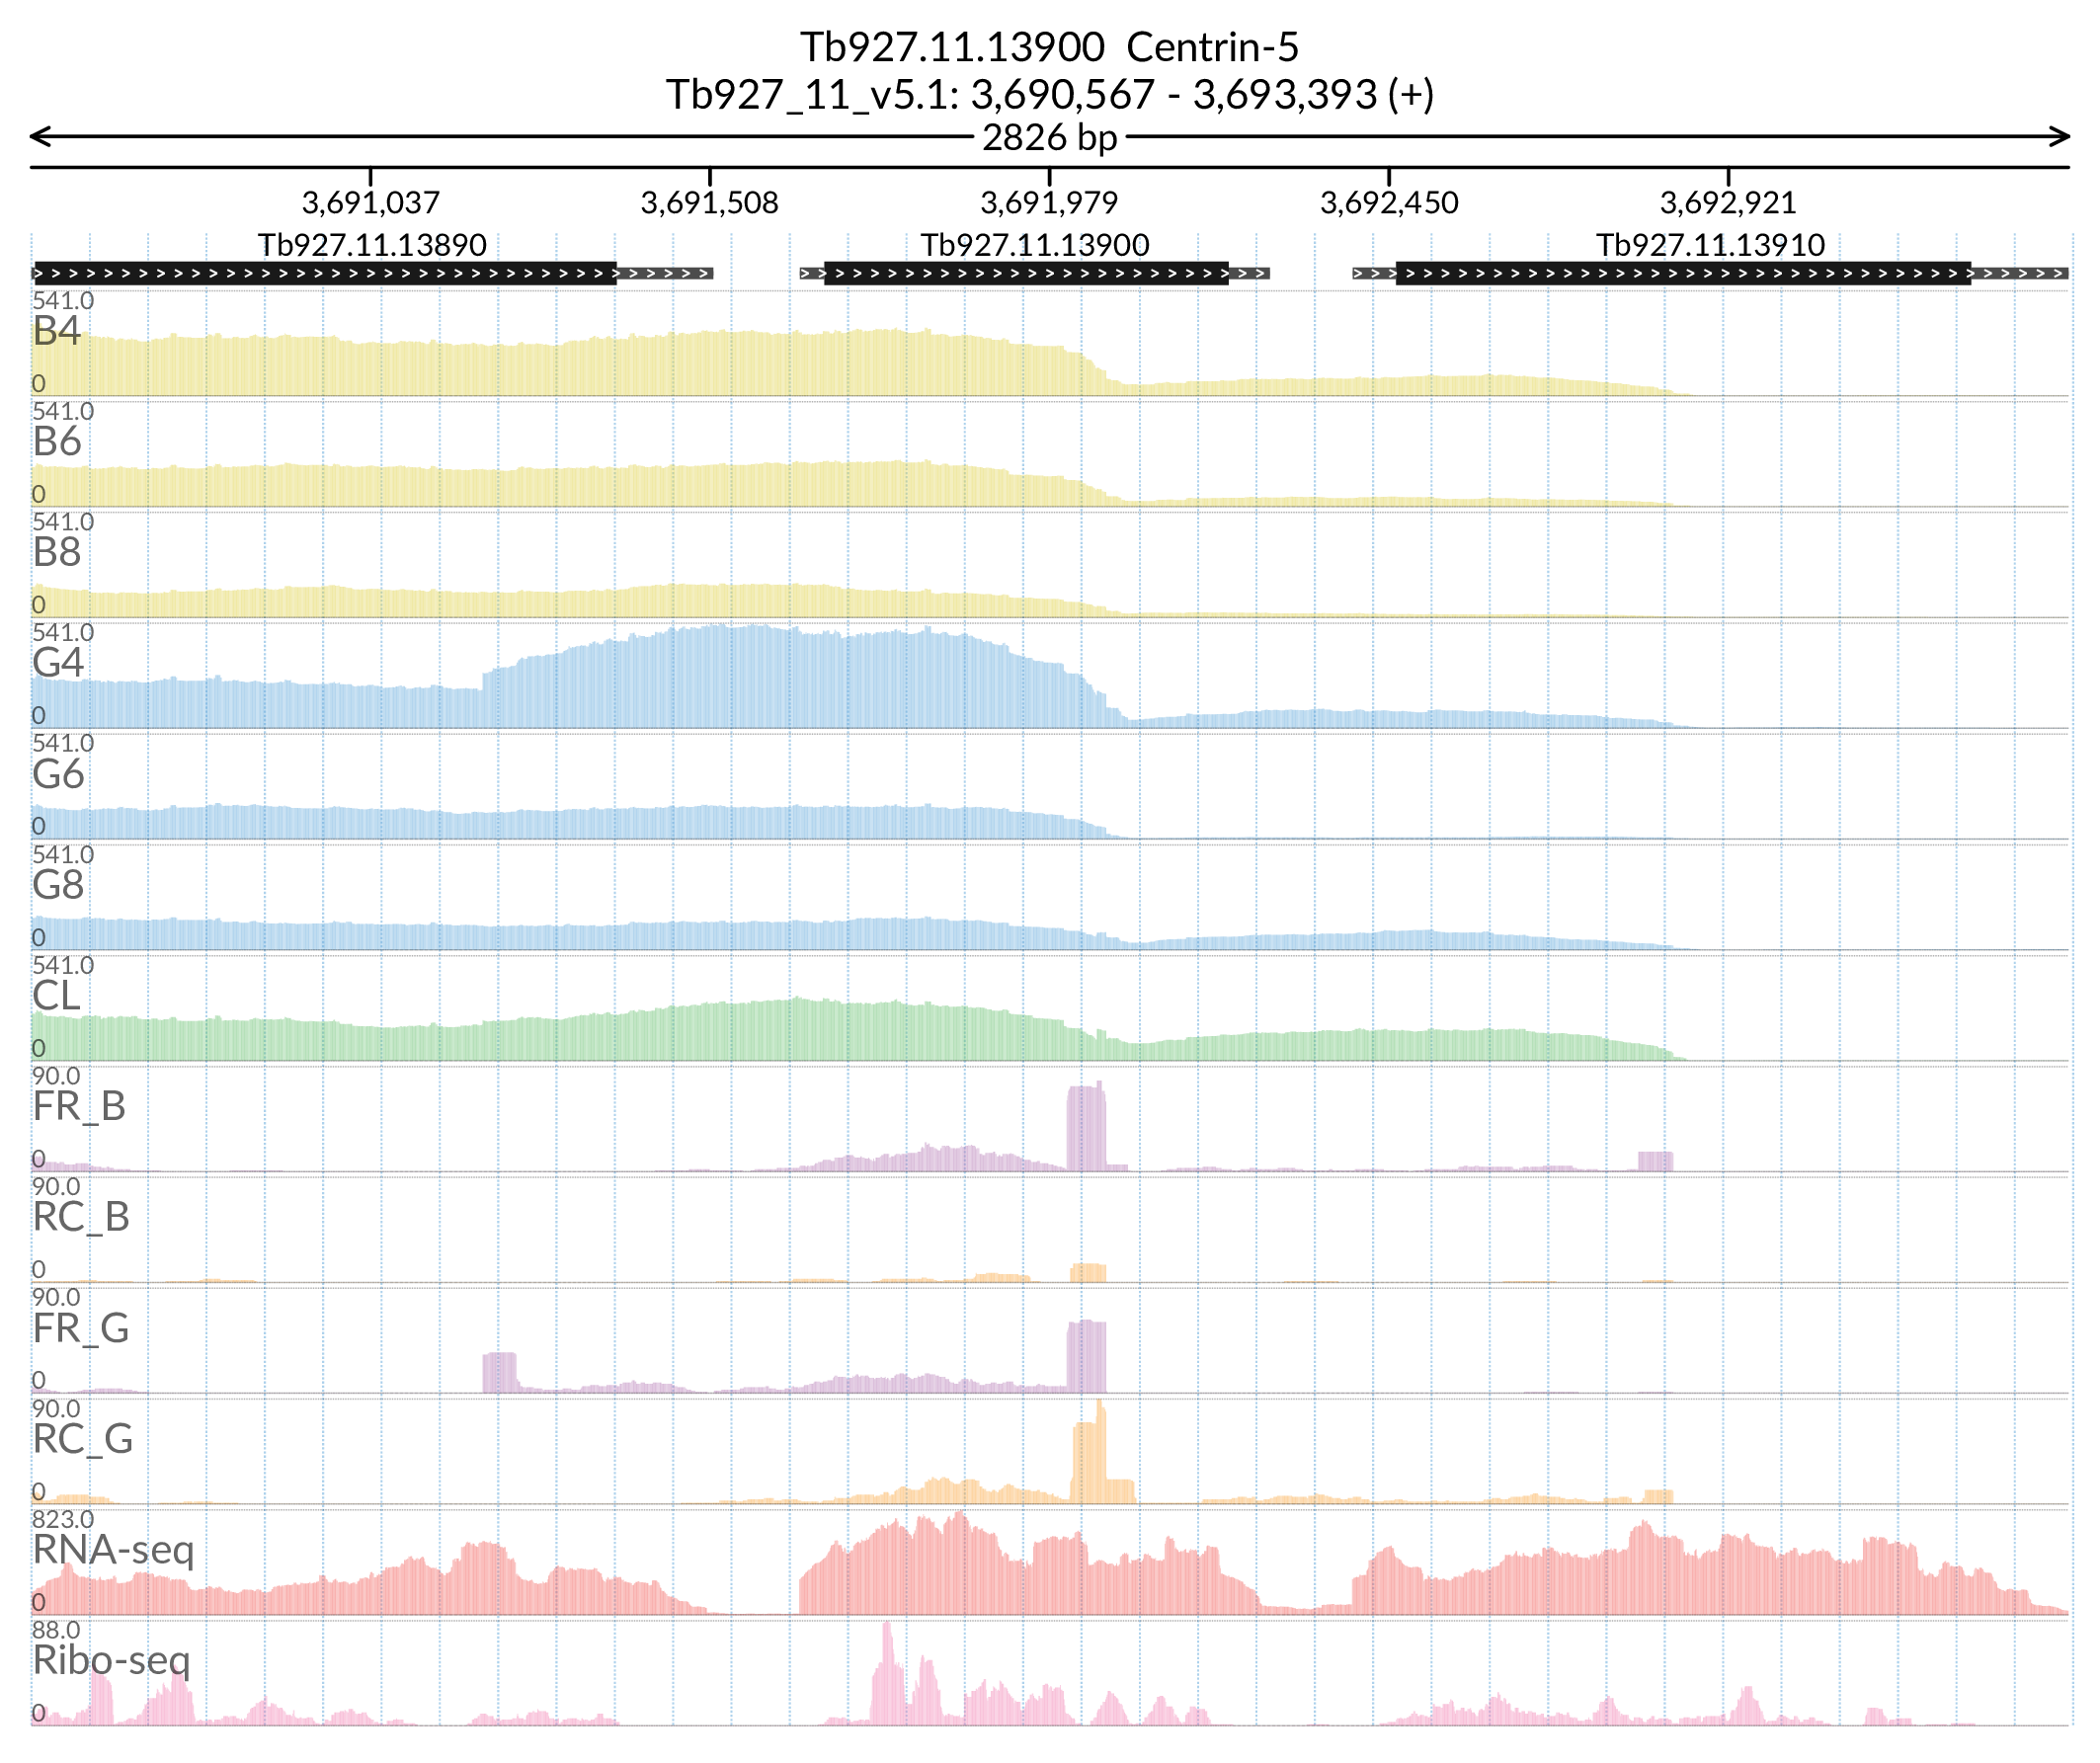 Tb927.11.13900 Centrin-5
Tb927_11_v5.1: 3,690,567 - 3,693,393 (+)
2826 bp
3,691,037 3,691,508 3,691,979 3,692,450 3,692,921
Tb927.11.13890 Tb927.11.13900 Tb927.11.13910
541.0
B4
0
541.0
B6
0
541.0
B8
0
541.0
G4
0
541.0
G6
0
541.0
G8
0
541.0
CL
0
90.0
FR_B
0
90.0
RC_B
0
90.0
FR_G
0
90.0
RC_G
0
823.0
RNA-seq
0
88.0
Ribo-seq
0